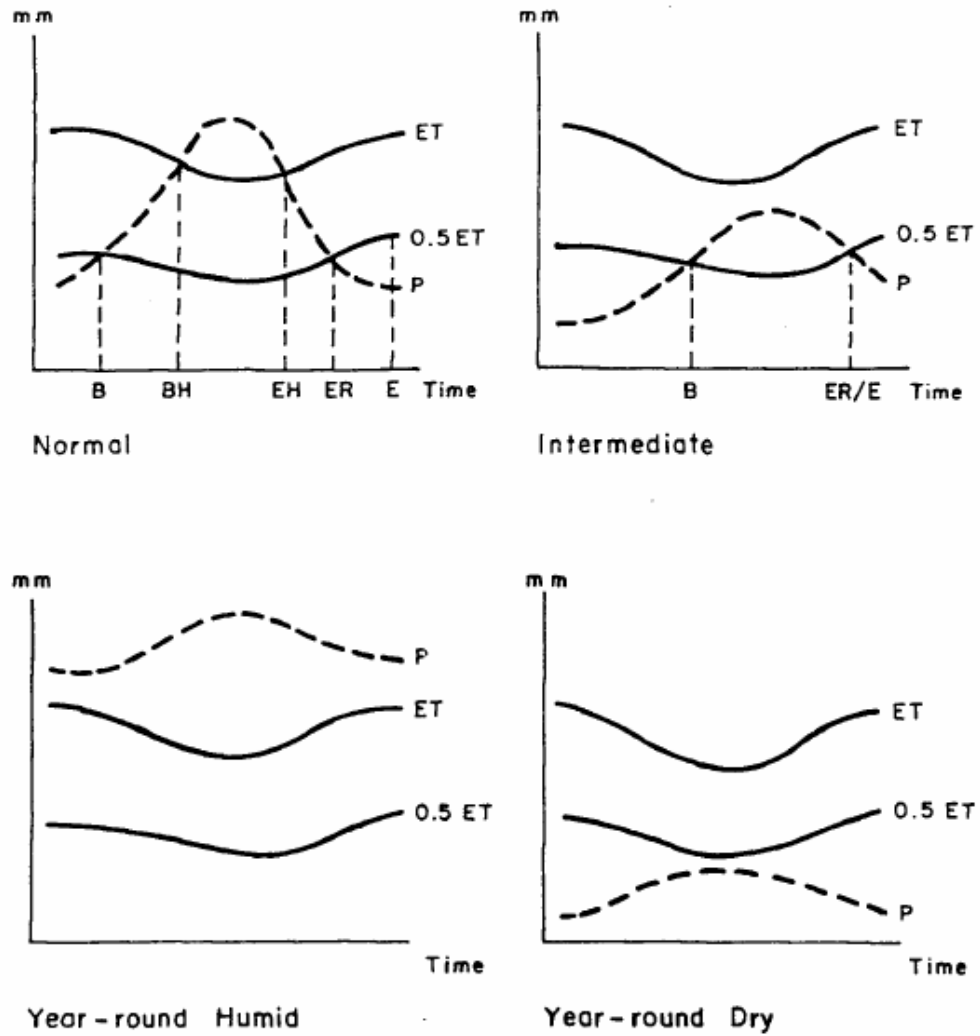 mm
ET
0.5 ET
P
B BH EH ER E Time
Normal
mm
ET
0.5 ET
P
B ER/E Time
Intermediate
mm
P
ET
0.5 ET
Time
Year-round Humid
mm
ET
0.5 ET
P
Time
Year-round Dry